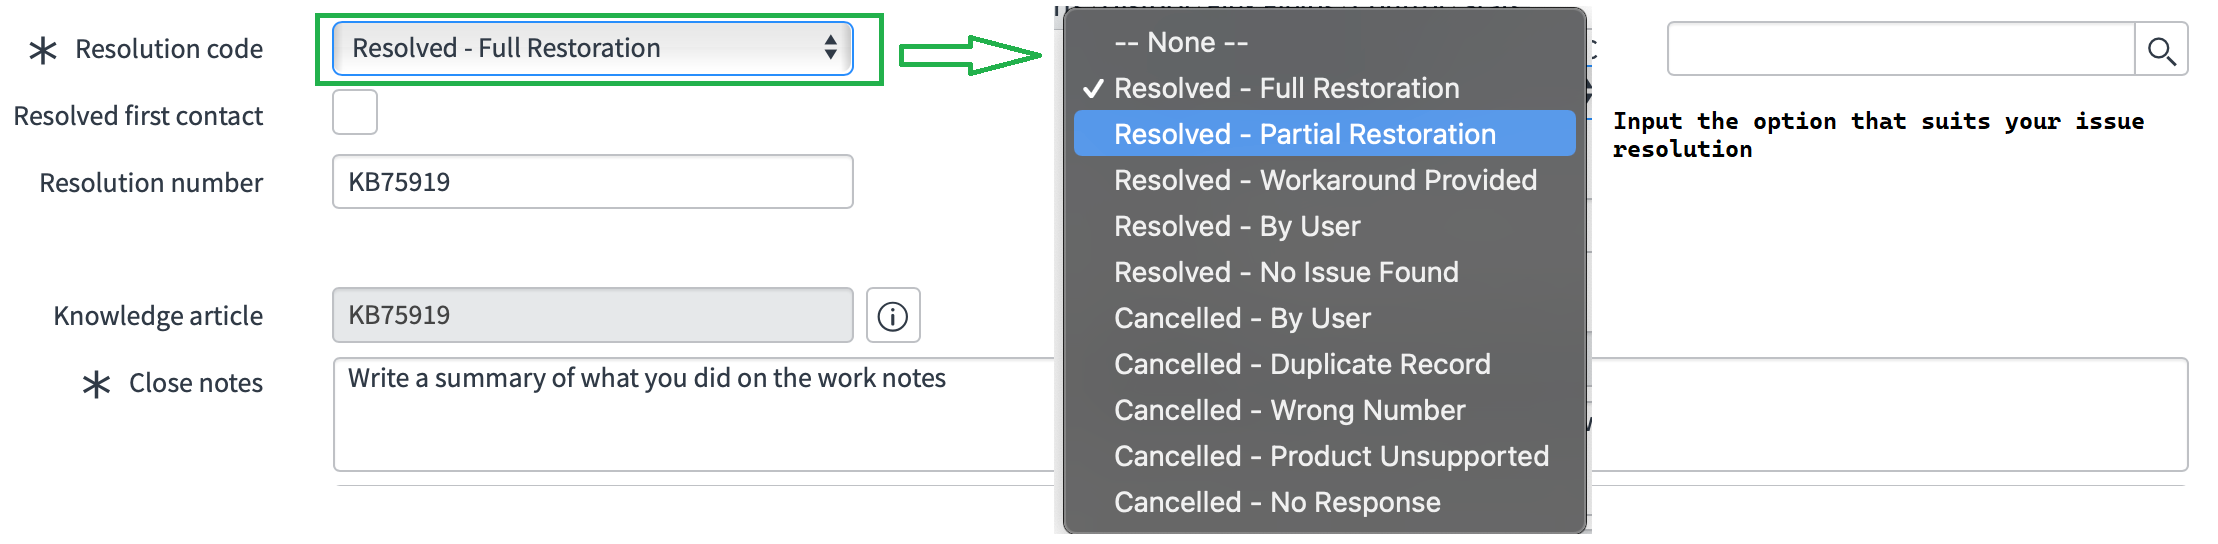 Resolution code
Resolved - Full Restoration
Resolved first contact
Resolution number
KB75919
Knowledge article
KB75919
Close notes
Write a summary of what you did on the work notes
-- None --
✓ Resolved - Full Restoration
Resolved - Partial Restoration
Resolved - Workaround Provided
Resolved - By User
Resolved - No Issue Found
Cancelled - By User
Cancelled - Duplicate Record
Cancelled - Wrong Number
Cancelled - Product Unsupported
Cancelled - No Response
Input the option that suits your issue
resolution